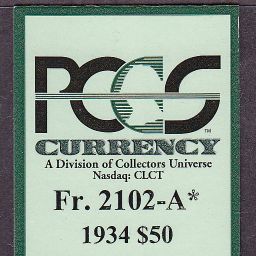 PCGS
™
CURRENCY
A Division of Collectors Universe
Nasdaq: CLCT
Fr. 2102-A*
1934 $50